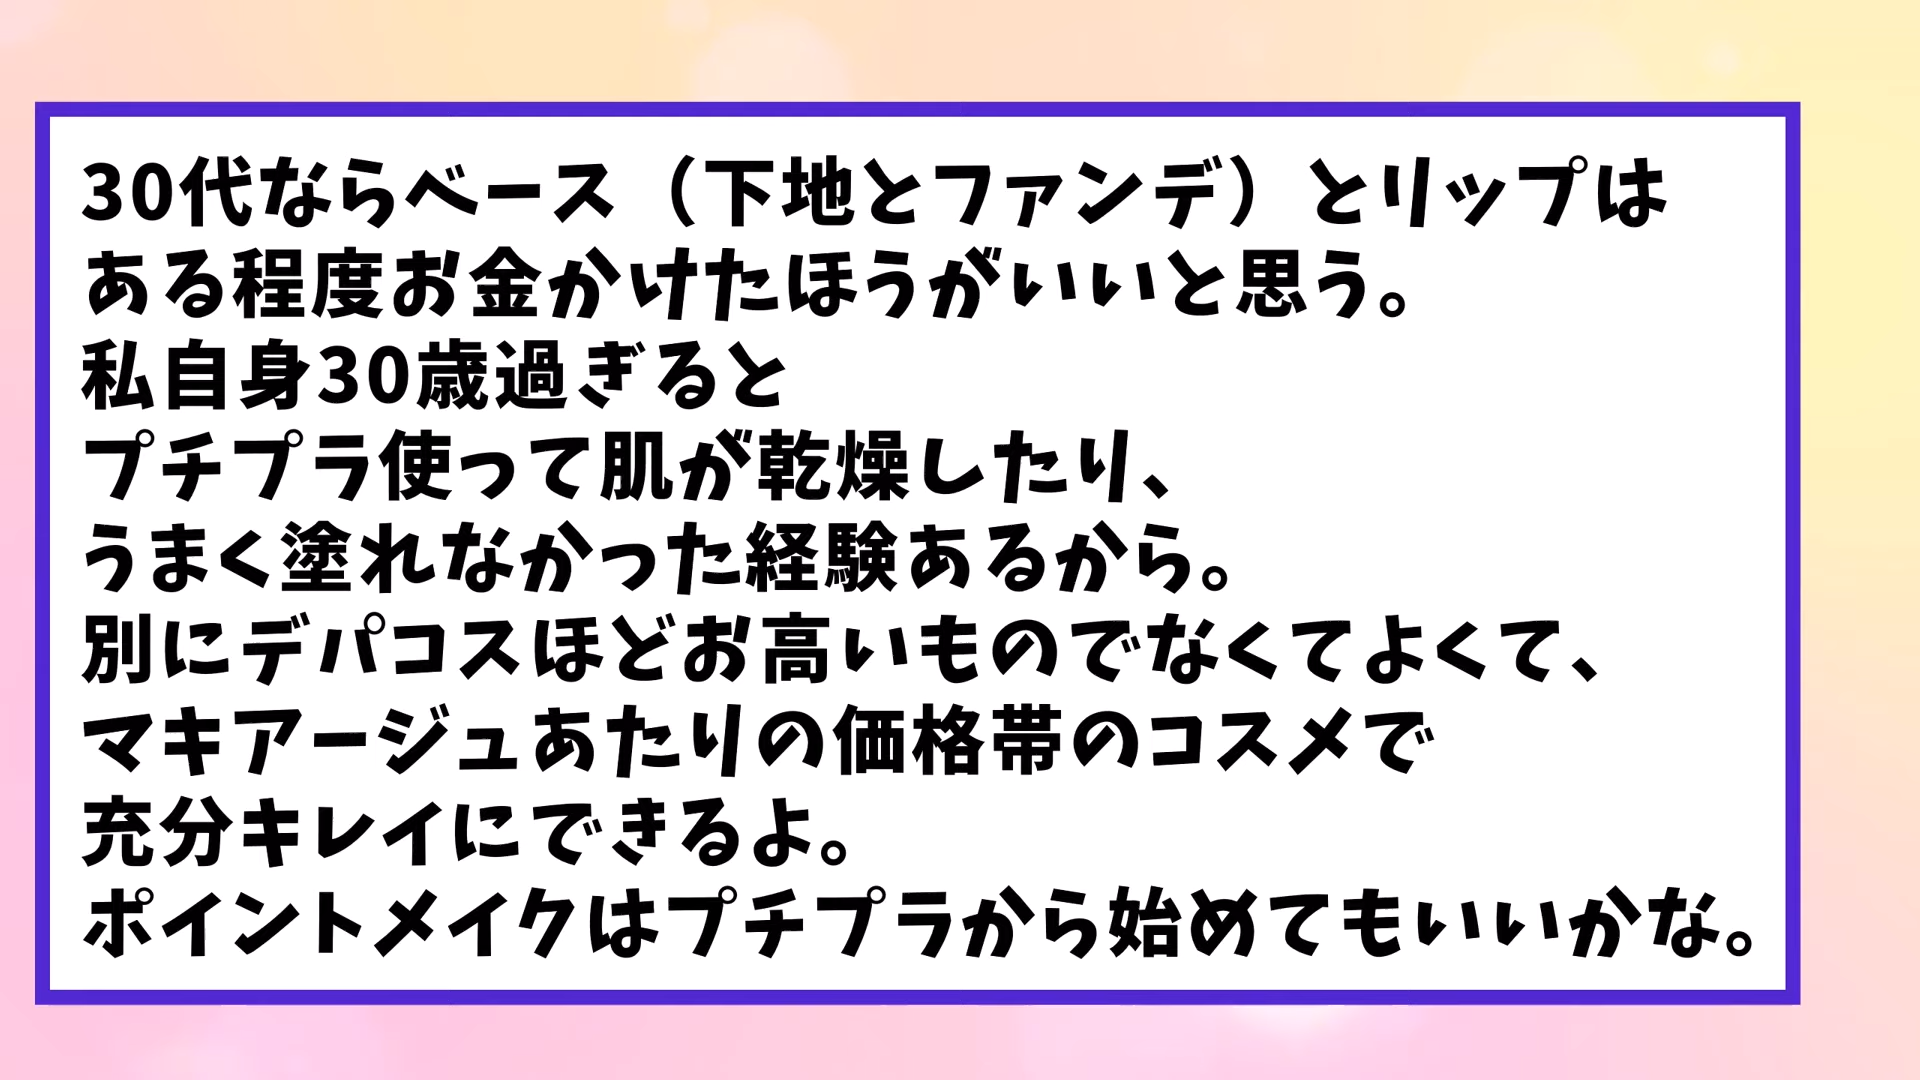 30代ならベース（下地とファンデ）とリップは
ある程度お金かけたほうがいいと思う。
私自身30歳過ぎると
プチプラ使って肌が乾燥したり、
うまく塗れなかった経験あるから。
別にデパコスほどお高いものでなくてよくて、
マキアージュあたりの価格帯のコスメで
充分キレイにできるよ。
ポイントメイクはプチプラから始めてもいいかな。